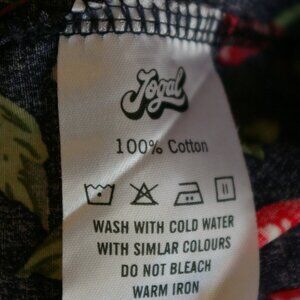 Jogal
100% Cotton
WASH WITH COLD WATER
WITH SIMLAR COLOURS
DO NOT BLEACH
WARM IRON